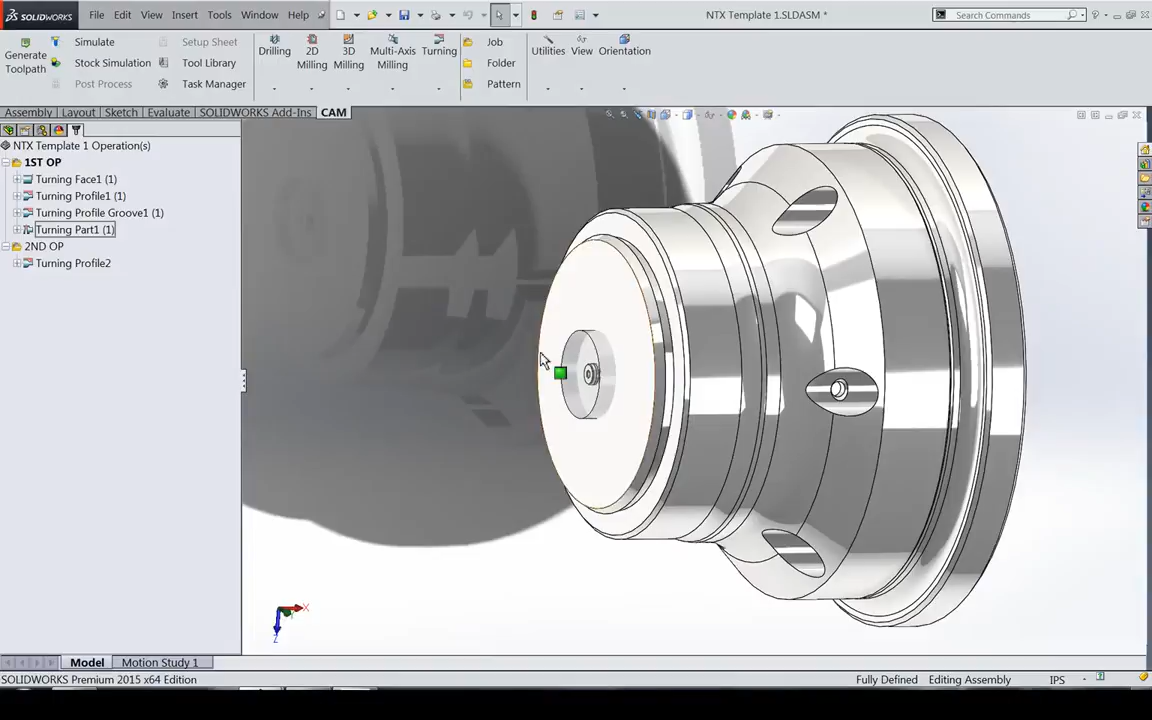 SOLIDWORKS File Edit View Insert Tools Window Help NTX Template 1.SLDASM * Search Commands
Generate Toolpath
Simulate
Stock Simulation
Post Process
Setup Sheet
Tool Library
Task Manager
Drilling
2D Milling
3D Milling
Multi-Axis Milling
Turning
Job
Folder
Pattern
Utilities
View
Orientation
Assembly Layout Sketch Evaluate SOLIDWORKS Add-Ins CAM
NTX Template 1 Operation(s)
1ST OP
Turning Face1 (1)
Turning Profile1 (1)
Turning Profile Groove1 (1)
Turning Part1 (1)
2ND OP
Turning Profile2
X
Z
Model Motion Study 1
SOLIDWORKS Premium 2015 x64 Edition Fully Defined Editing Assembly IPS